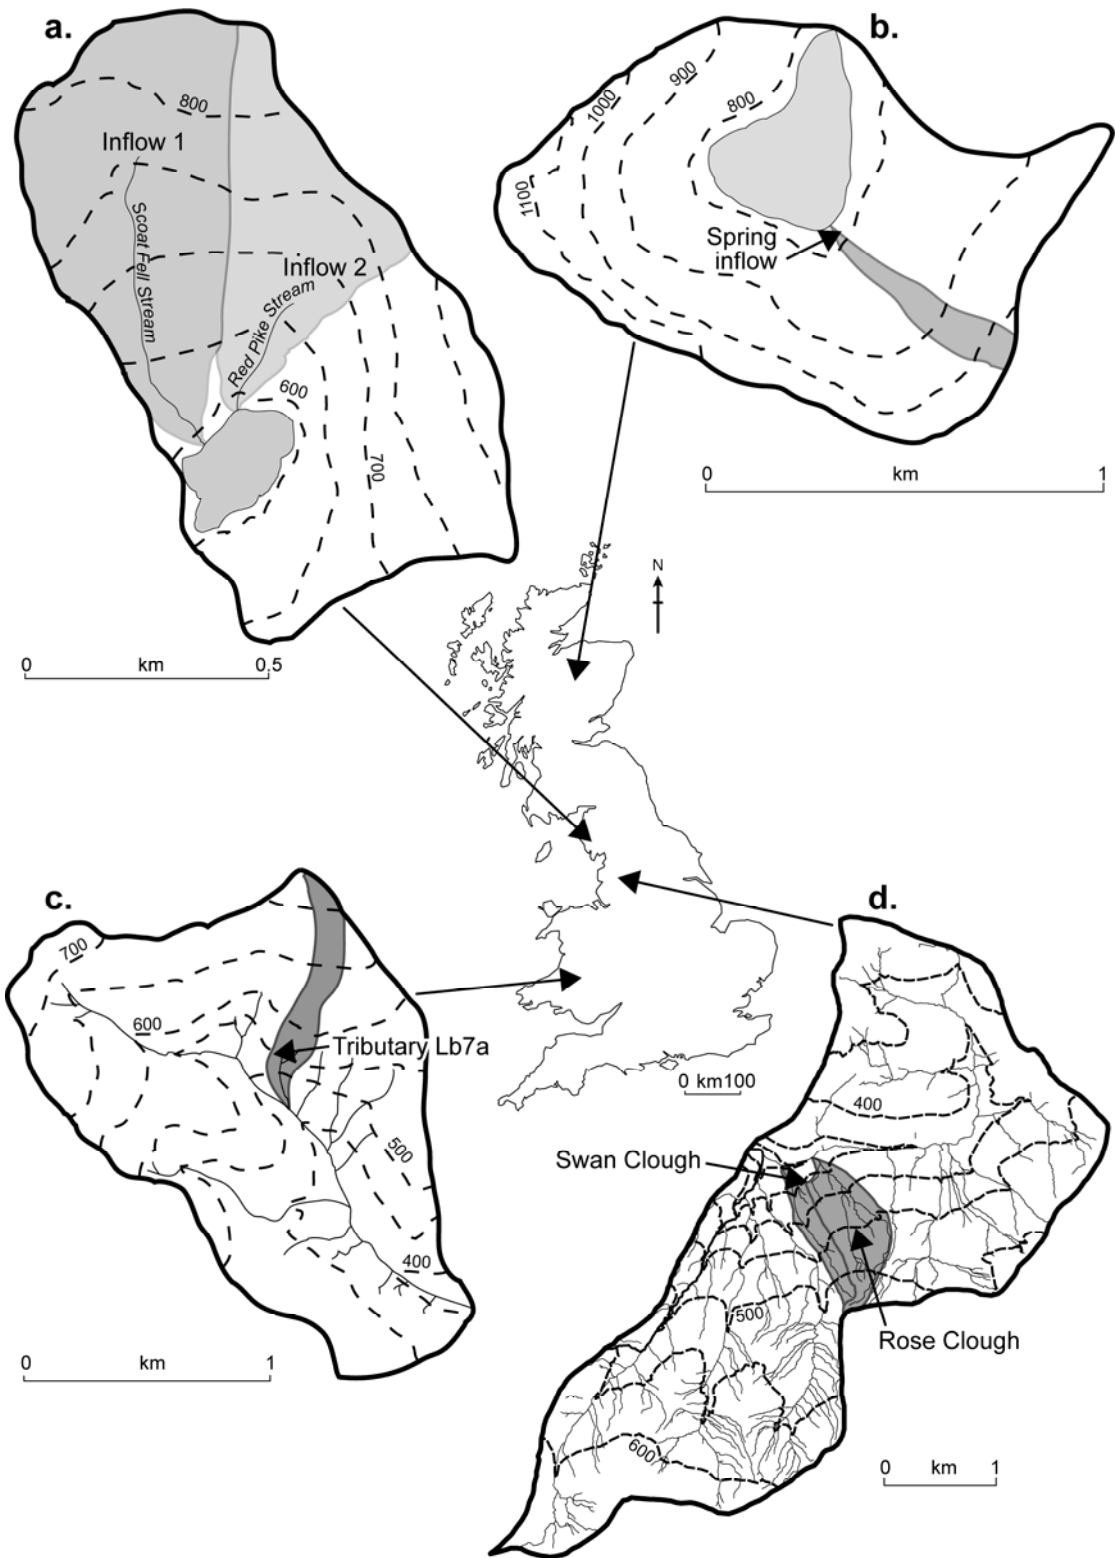 a.
800
Inflow 1
Scoat Fell Stream
Inflow 2
Red Pike Stream
600
700
0 km 0.5
b.
1000
900
800
1100
Spring
inflow
0 km 1
N
0 km100
c.
700
600
Tributary Lb7a
500
400
0 km 1
d.
400
Swan Clough
500
Rose Clough
600
0 km 1